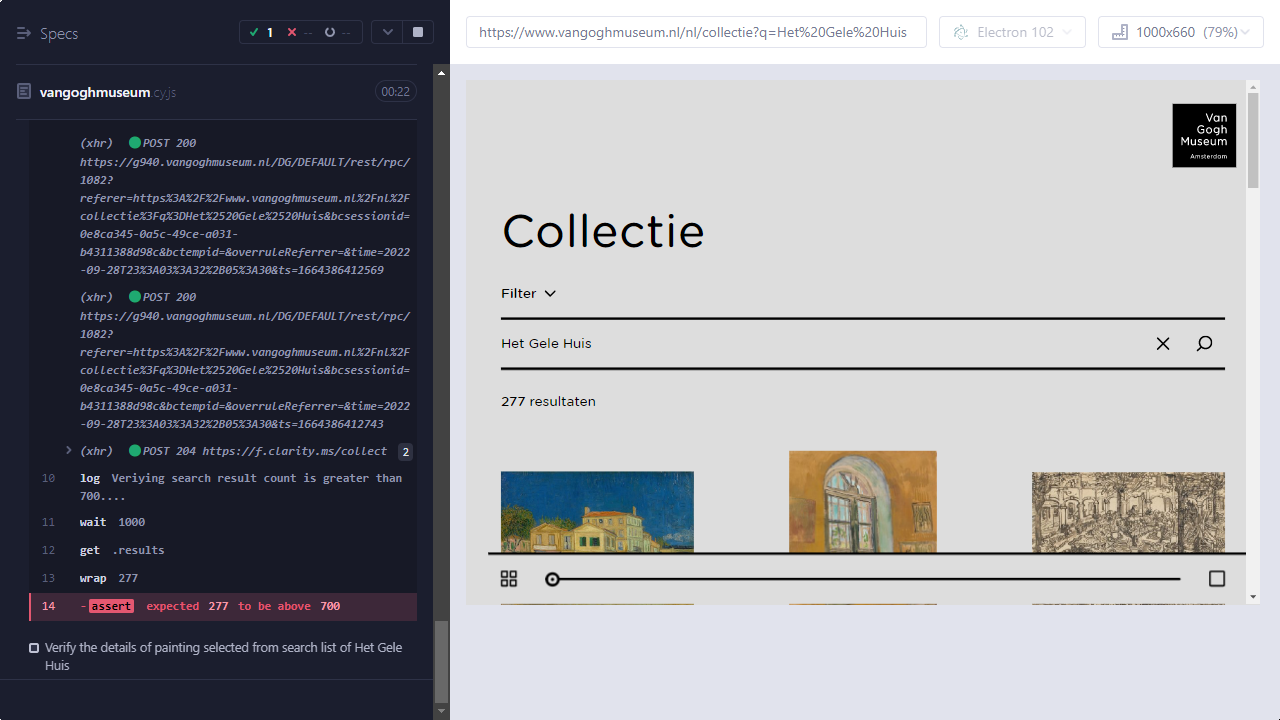 Specs
1 -- --
vangoghmuseum.cy.js 00:22
(xhr) POST 200
https://g940.vangoghmuseum.nl/DG/DEFAULT/rest/rpc/
1082?
referer=https%3A%2F%2Fwww.vangoghmuseum.nl%2Fnl%2F
collectie%3Fq%3DHet%2520Gele%2520Huis&bcsessionid=
0e8ca345-0a5c-49ce-a031-
b4311388d98c&bctempid=&overruleReferrer=&time=2022
-09-28T23%3A03%3A32%2B05%3A30&ts=1664386412569
(xhr) POST 200
https://g940.vangoghmuseum.nl/DG/DEFAULT/rest/rpc/
1082?
referer=https%3A%2F%2Fwww.vangoghmuseum.nl%2Fnl%2F
collectie%3Fq%3DHet%2520Gele%2520Huis&bcsessionid=
0e8ca345-0a5c-49ce-a031-
b4311388d98c&bctempid=&overruleReferrer=&time=2022
-09-28T23%3A03%3A32%2B05%3A30&ts=1664386412743
(xhr) POST 204 https://f.clarity.ms/collect 2
10 log Veriying search result count is greater than
700....
11 wait 1000
12 get .results
13 wrap 277
14 -assert expected 277 to be above 700
Verify the details of painting selected from search list of Het Gele
Huis
https://www.vangoghmuseum.nl/nl/collectie?q=Het%20Gele%20Huis
Electron 102
1000x660 (79%)
Van
Gogh
Museum
Amsterdam
Collectie
Filter
Het Gele Huis
277 resultaten